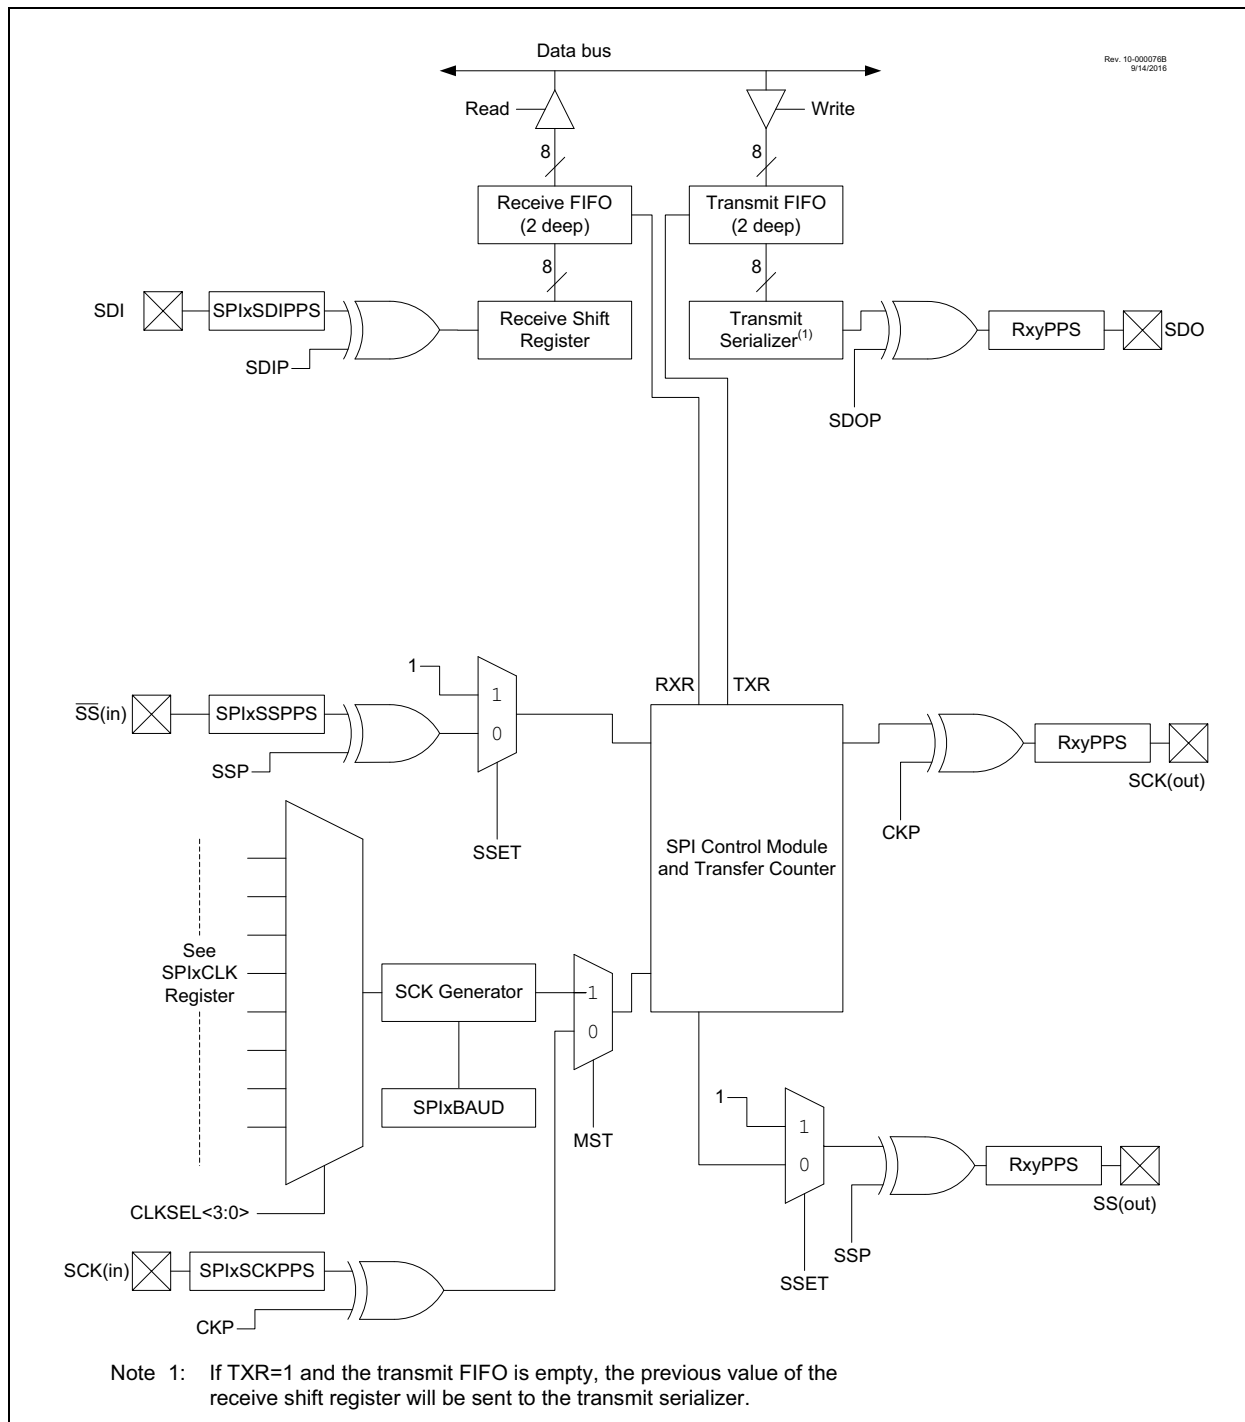 Data bus
Rev. 10-000076B
9/14/2016
Read
Write
8
8
Receive FIFO
(2 deep)
Transmit FIFO
(2 deep)
8
8
SDI
SPIxSDIPPS
SDIP
Receive Shift
Register
Transmit
Serializer(1)
SDOP
RxyPPS
SDO
RXR
TXR
1
SS(in)
SPIxSSPPS
SSP
1
0
SSET
SPI Control Module
and Transfer Counter
CKP
RxyPPS
SCK(out)
See
SPIxCLK
Register
SCK Generator
SPIxBAUD
1
0
MST
CLKSEL<3:0>
1
1
0
SSET
SSP
RxyPPS
SS(out)
SCK(in)
SPIxSCKPPS
CKP
Note 1: If TXR=1 and the transmit FIFO is empty, the previous value of the
receive shift register will be sent to the transmit serializer.